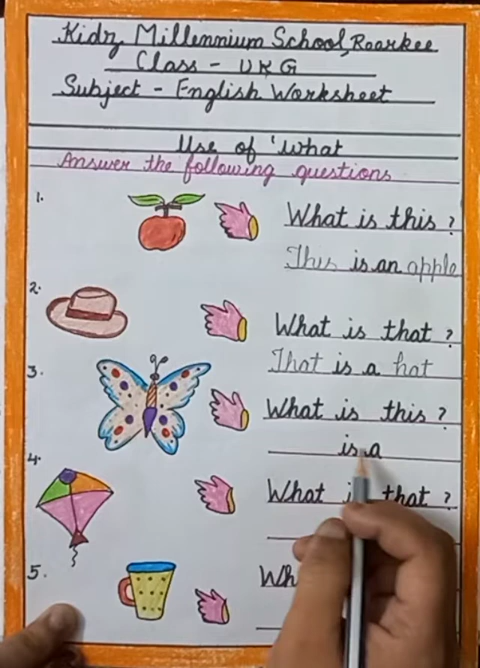 Kidz Millennium School, Roorkee
Class - UKG
Subject - English Worksheet
Use of 'what
Answer the following questions
1.
What is this ?
This is an apple
2.
What is that ?
That is a hat
3.
What is this ?
is a
4.
What is that ?
5.
Wh